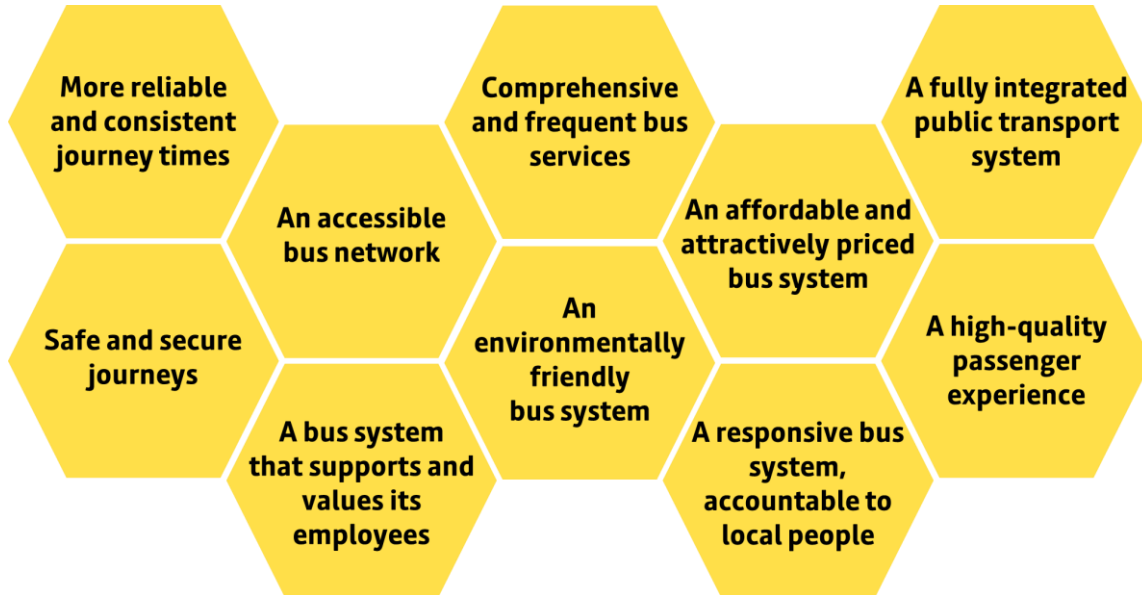 More reliable
and consistent
journey times
Comprehensive
and frequent bus
services
A fully integrated
public transport
system
An accessible
bus network
An affordable and
attractively priced
bus system
Safe and secure
journeys
An
environmentally
friendly
bus system
A high-quality
passenger
experience
A bus system
that supports and
values its
employees
A responsive bus
system,
accountable to
local people